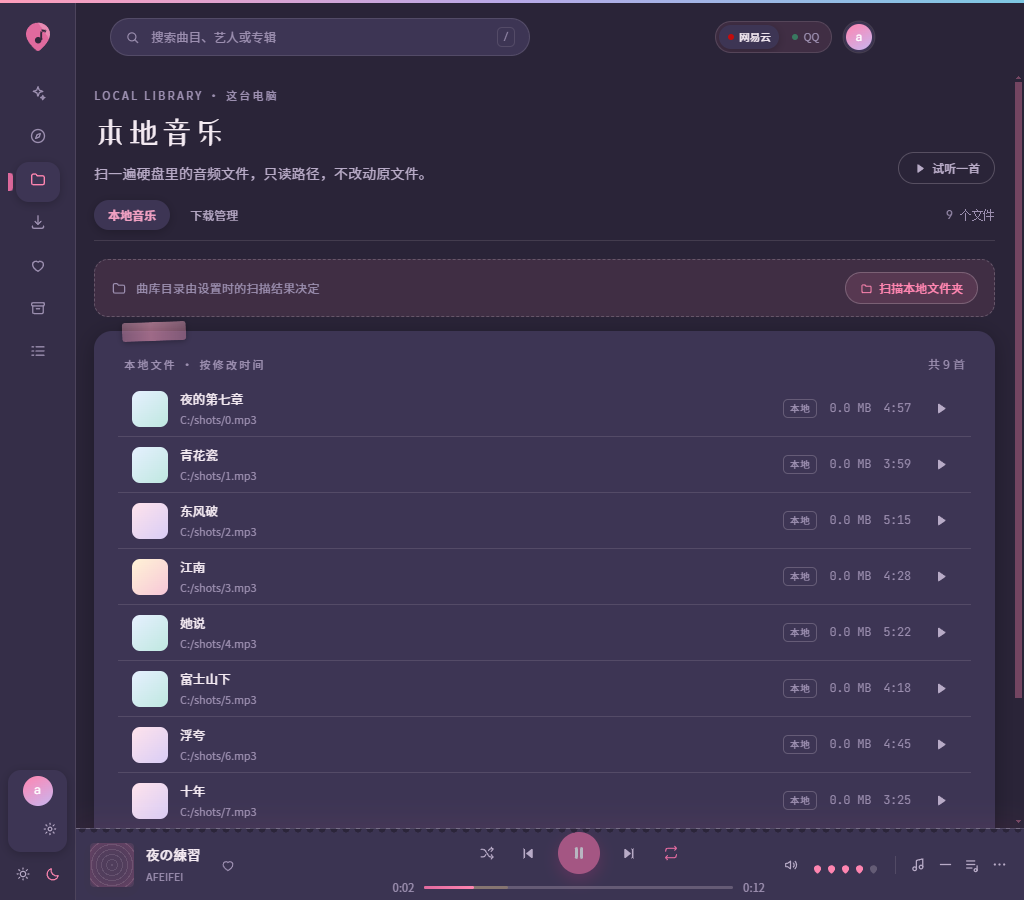 搜索曲目、艺人或专辑
/
网易云
QQ
a
LOCAL LIBRARY • 这台电脑
本地音乐
扫一遍硬盘里的音频文件，只读路径，不改动原文件。
试听一首
本地音乐
下载管理
9 个文件
曲库目录由设置时的扫描结果决定
扫描本地文件夹
本地文件 • 按修改时间
共 9 首
夜的第七章
C:/shots/0.mp3
本地 0.0 MB 4:57
青花瓷
C:/shots/1.mp3
本地 0.0 MB 3:59
东风破
C:/shots/2.mp3
本地 0.0 MB 5:15
江南
C:/shots/3.mp3
本地 0.0 MB 4:28
她说
C:/shots/4.mp3
本地 0.0 MB 5:22
富士山下
C:/shots/5.mp3
本地 0.0 MB 4:18
浮夸
C:/shots/6.mp3
本地 0.0 MB 4:45
十年
C:/shots/7.mp3
本地 0.0 MB 3:25
a
夜の練習
AFEIFEI
0:02
0:12